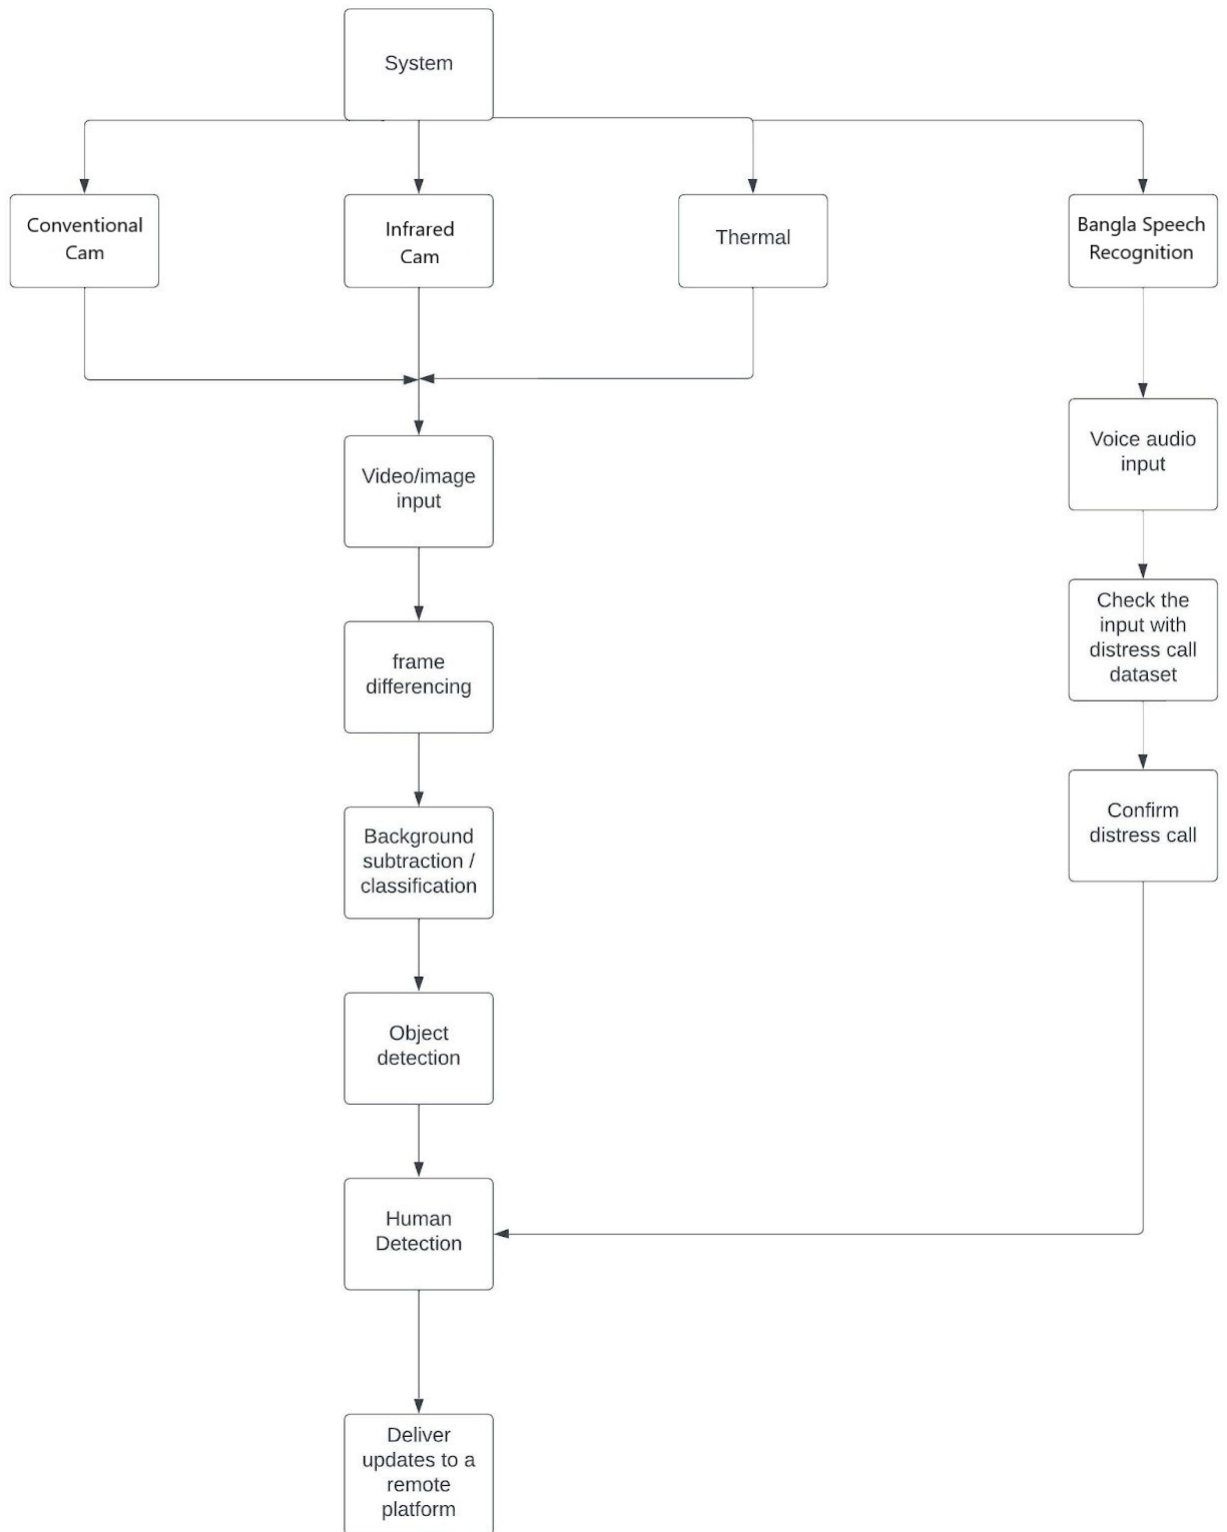 System
Conventional
Cam
Infrared
Cam
Thermal
Bangla Speech
Recognition
Video/image
input
Voice audio
input
frame
differencing
Check the
input with
distress call
dataset
Background
subtraction /
classification
Confirm
distress call
Object
detection
Human
Detection
Deliver
updates to a
remote
platform